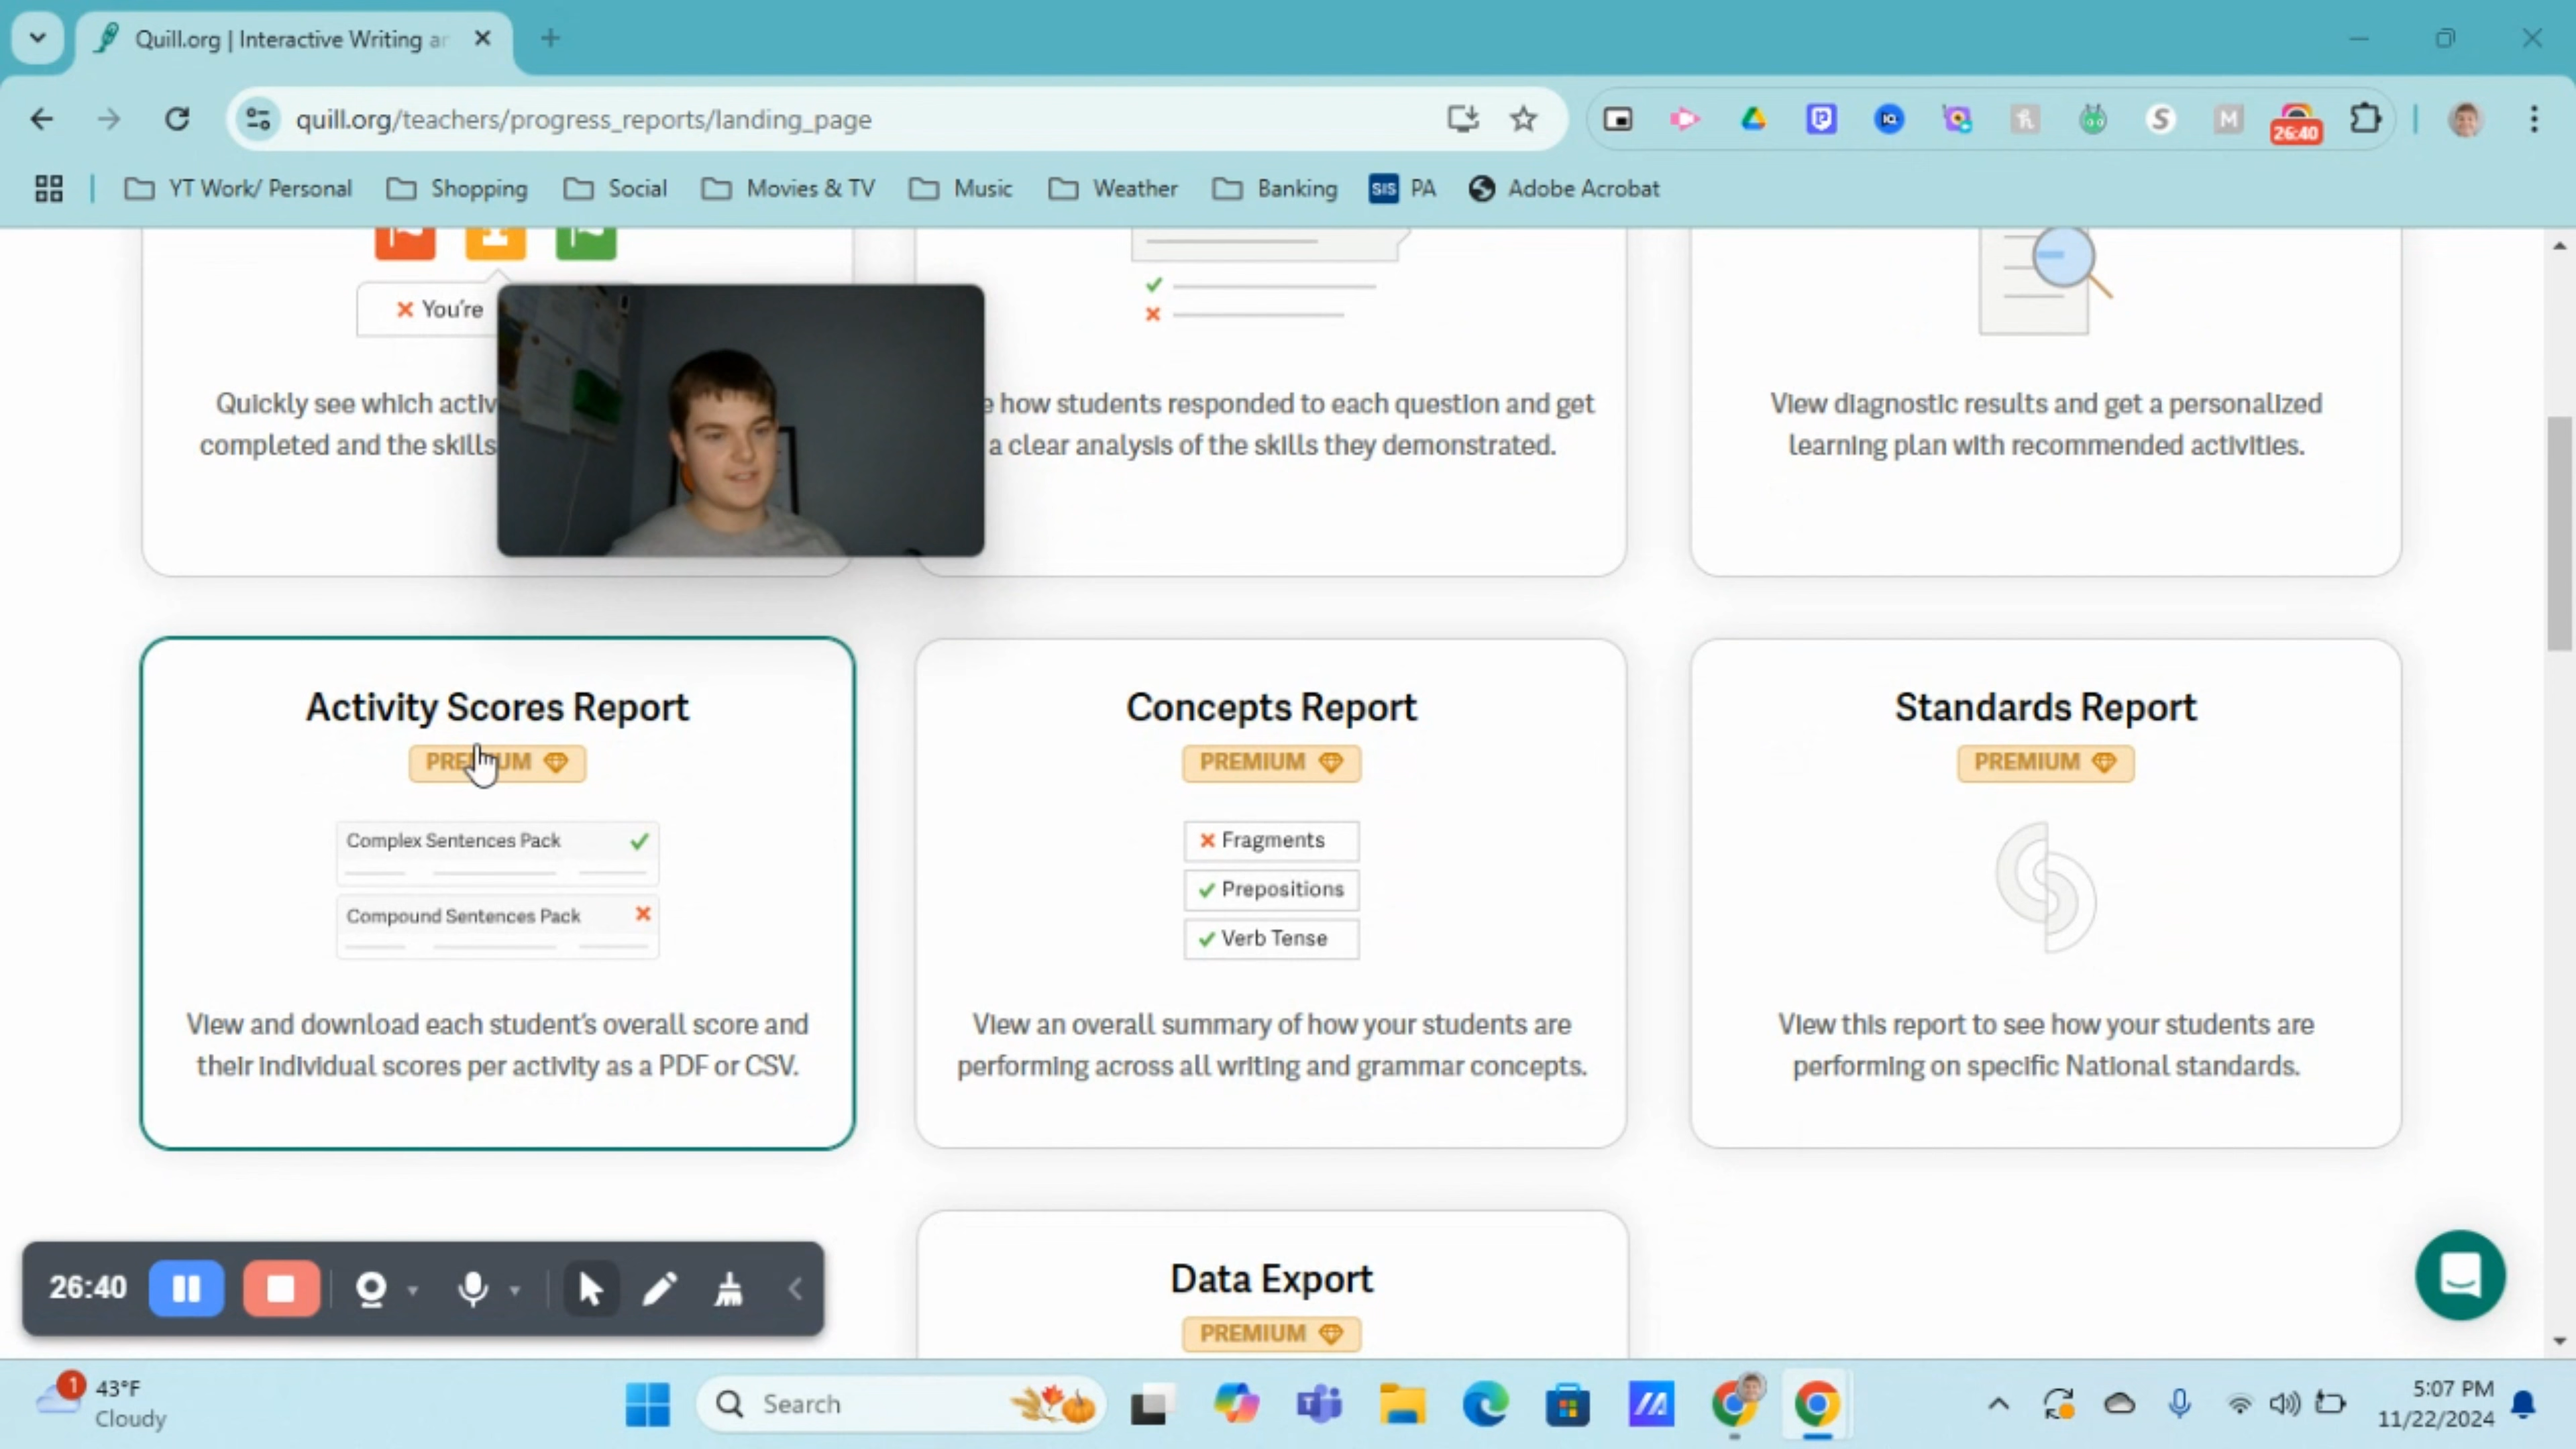 Quill.org | Interactive Writing ar
quill.org/teachers/progress_reports/landing_page
26:40
YT Work/ Personal
Shopping
Social
Movies & TV
Music
Weather
Banking
SIS PA
Adobe Acrobat
You're
Quickly see which activ
completed and the skills
e how students responded to each question and get
a clear analysis of the skills they demonstrated.
View diagnostic results and get a personalized
learning plan with recommended activities.
Activity Scores Report
PREMIUM
Complex Sentences Pack
Compound Sentences Pack
View and download each student's overall score and
their individual scores per activity as a PDF or CSV.
Concepts Report
PREMIUM
Fragments
Prepositions
Verb Tense
View an overall summary of how your students are
performing across all writing and grammar concepts.
Standards Report
PREMIUM
View this report to see how your students are
performing on specific National standards.
Data Export
PREMIUM
26:40
1
43°F
Cloudy
Search
5:07 PM
11/22/2024